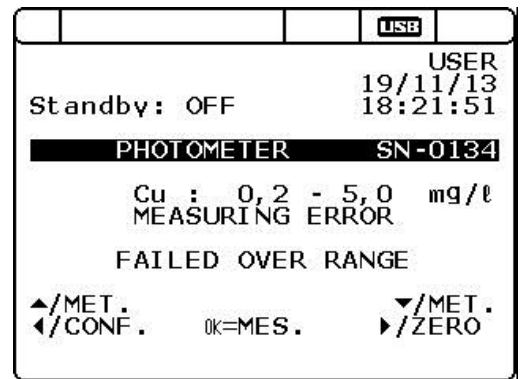 USB
USER
19/11/13
Standby: OFF 18:21:51
PHOTOMETER SN-0134
Cu : 0,2 - 5,0 mg/ℓ
MEASURING ERROR
FAILED OVER RANGE
▲/MET. ▼/MET.
◀/CONF. OK=MES. ▶/ZERO